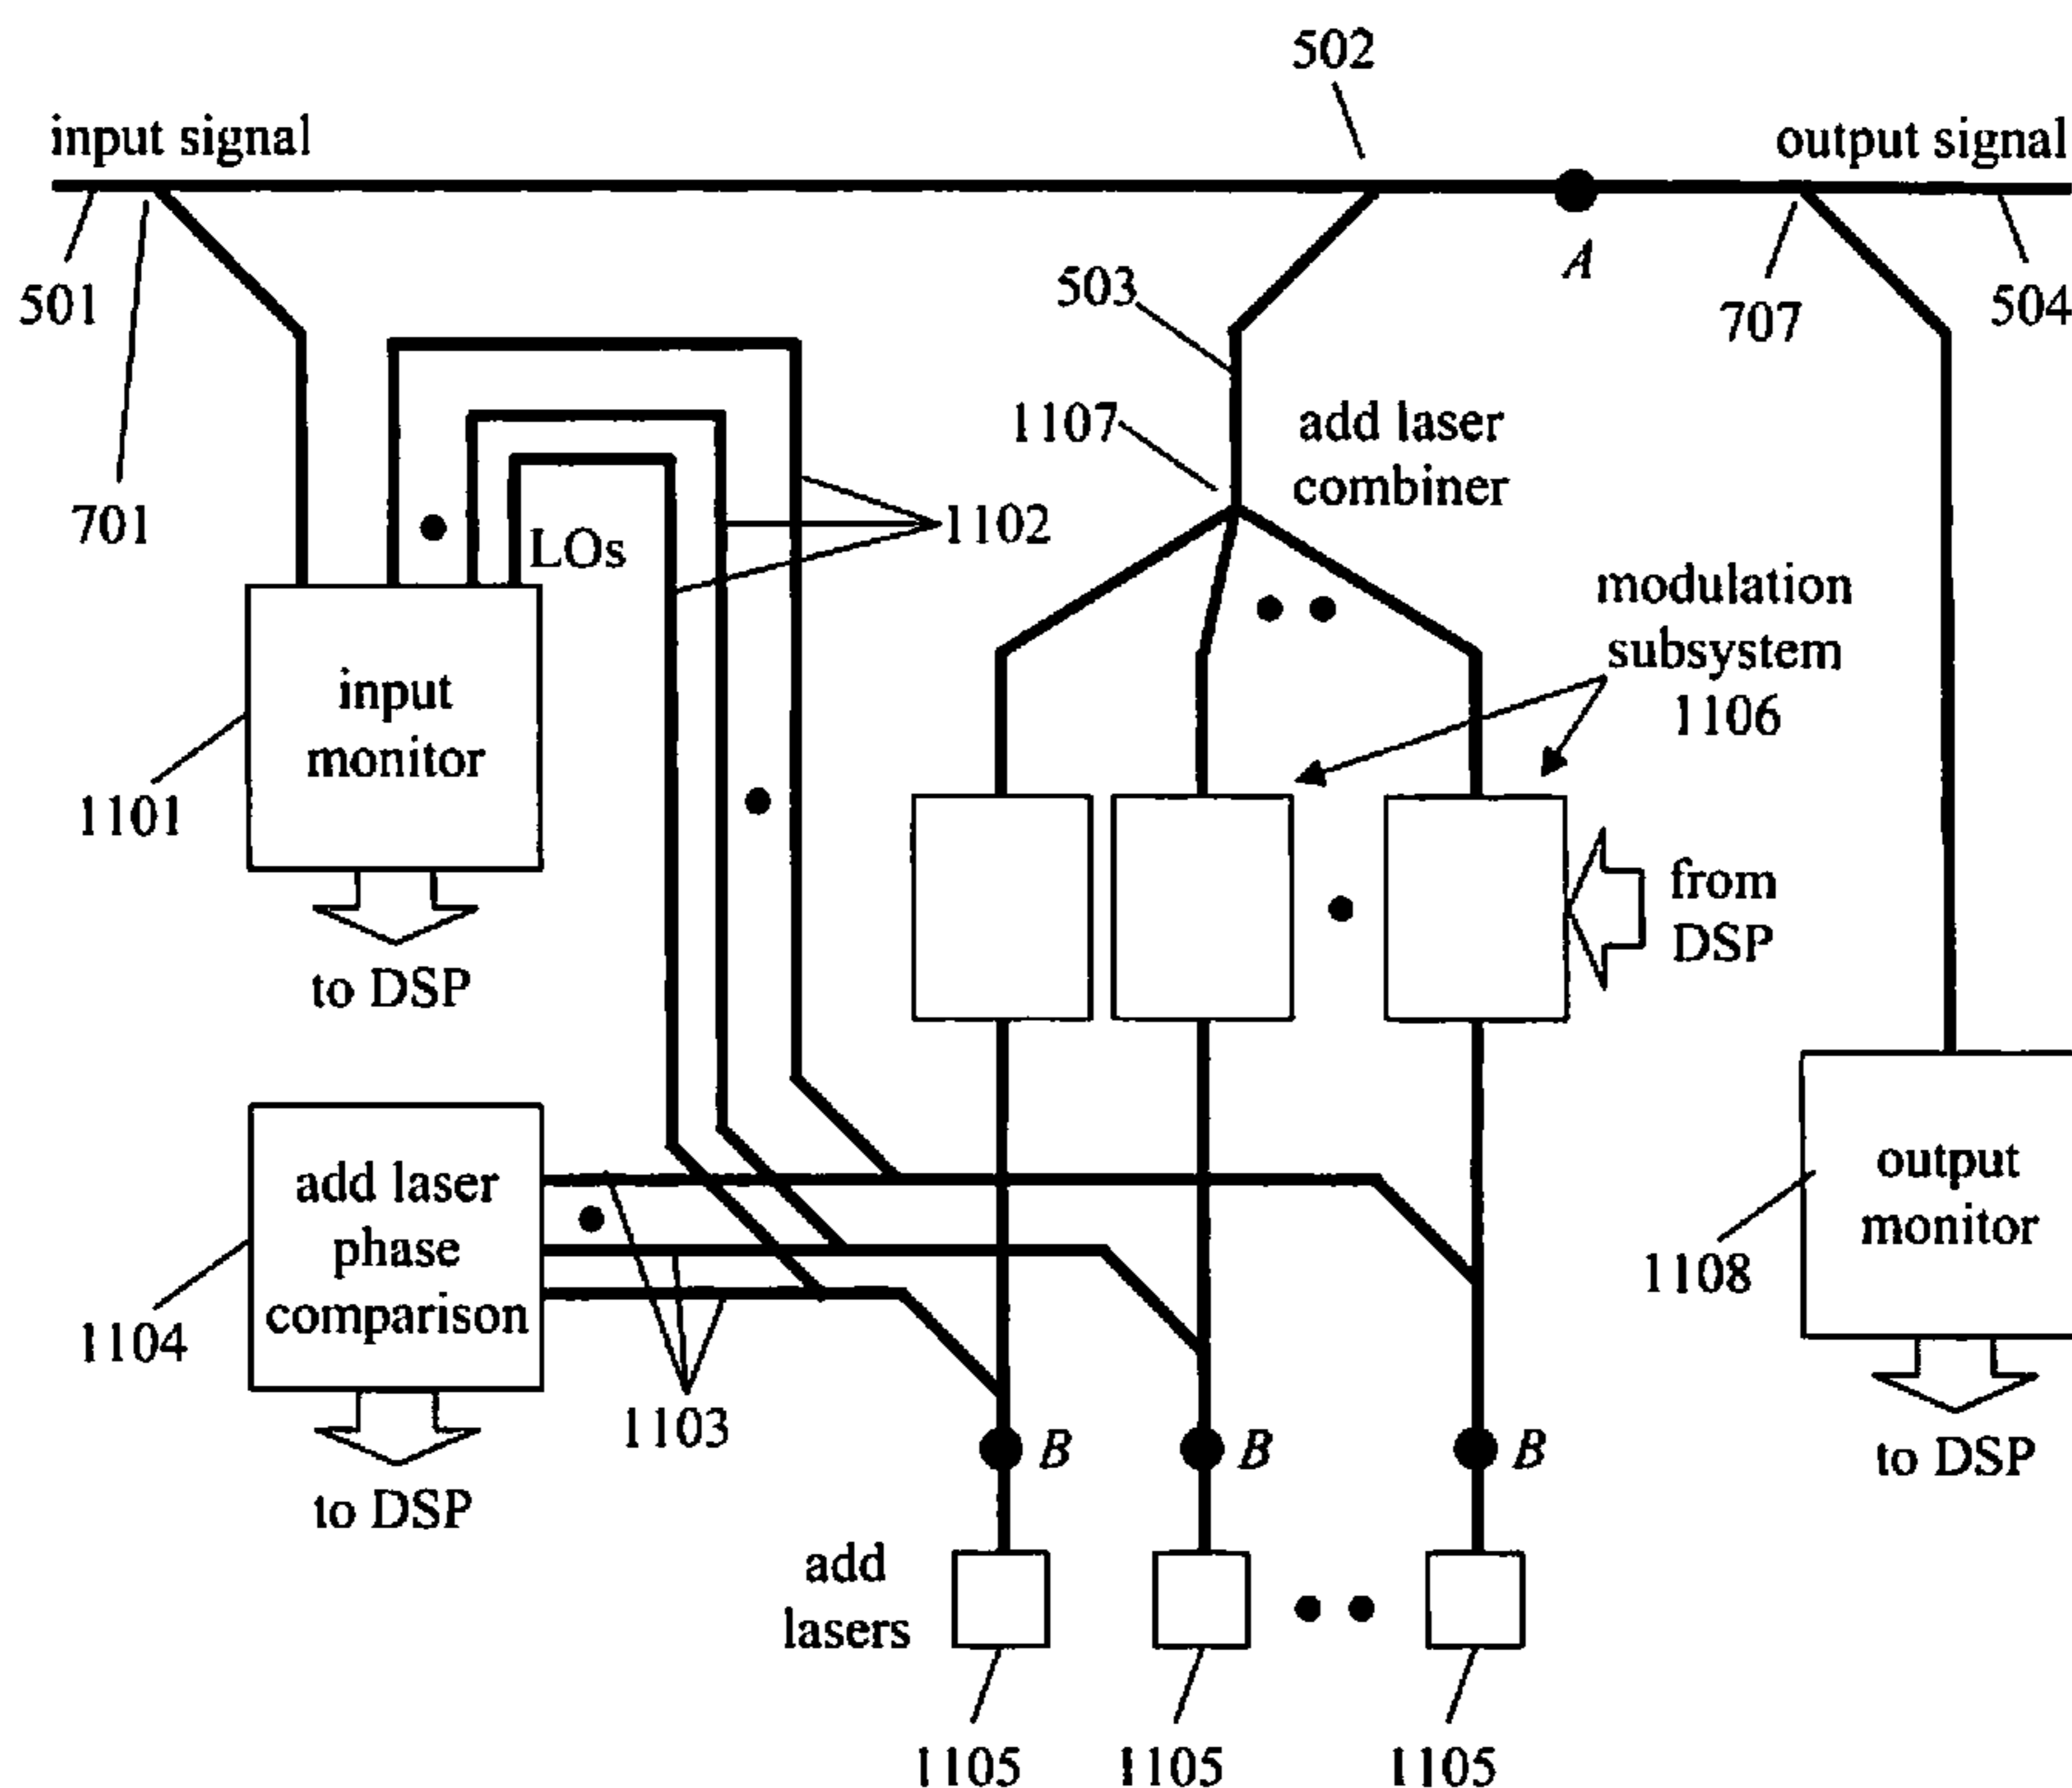 502
input signal
output signal
501
701
503
A
707
504
1107
add laser
combiner
LOs
1102
modulation
subsystem
1106
input
monitor
1101
to DSP
from
DSP
add laser
phase
comparison
1104
1103
to DSP
output
monitor
1108
to DSP
B
B
B
add
lasers
1105
1105
1105